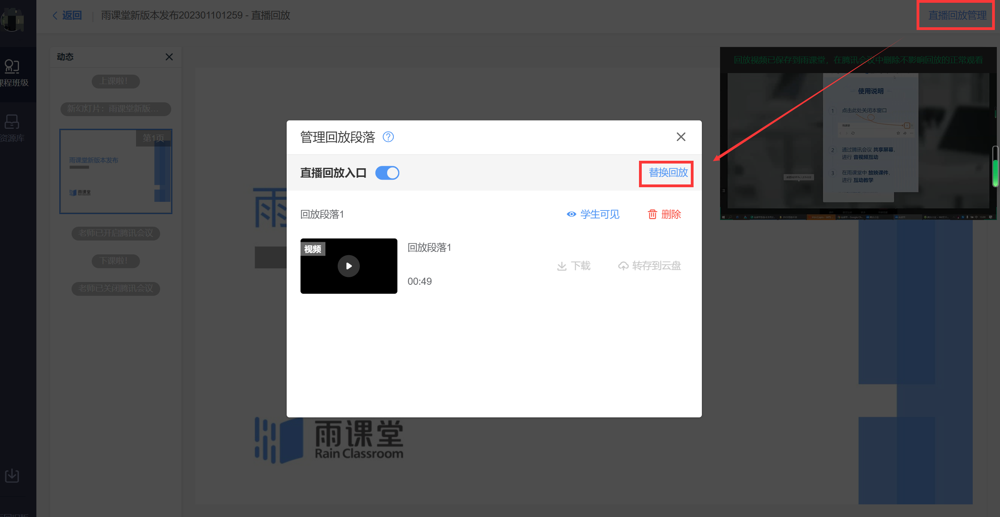 返回
雨课堂新版本发布202301101259 - 直播回放
直播回放管理
课程班级
资源库
动态
上课啦！
新幻灯片：雨课堂新版...
第1页
雨课堂新版本发布
雨课堂
Rain Classroom
老师已开启腾讯会议
下课啦！
老师已关闭腾讯会议
回放视频已保存到雨课堂，在腾讯会议中删除不影响回放的正常观看
使用说明
1 点击此处关闭本窗口
雨课堂
2 通过腾讯会议 共享屏幕，
进行 音视频互动
3 在雨课堂中 放映课件，
进行 互动教学
管理回放段落
直播回放入口
替换回放
回放段落1
学生可见
删除
视频
回放段落1
00:49
下载
转存到云盘
雨
雨课堂
Rain Classroom